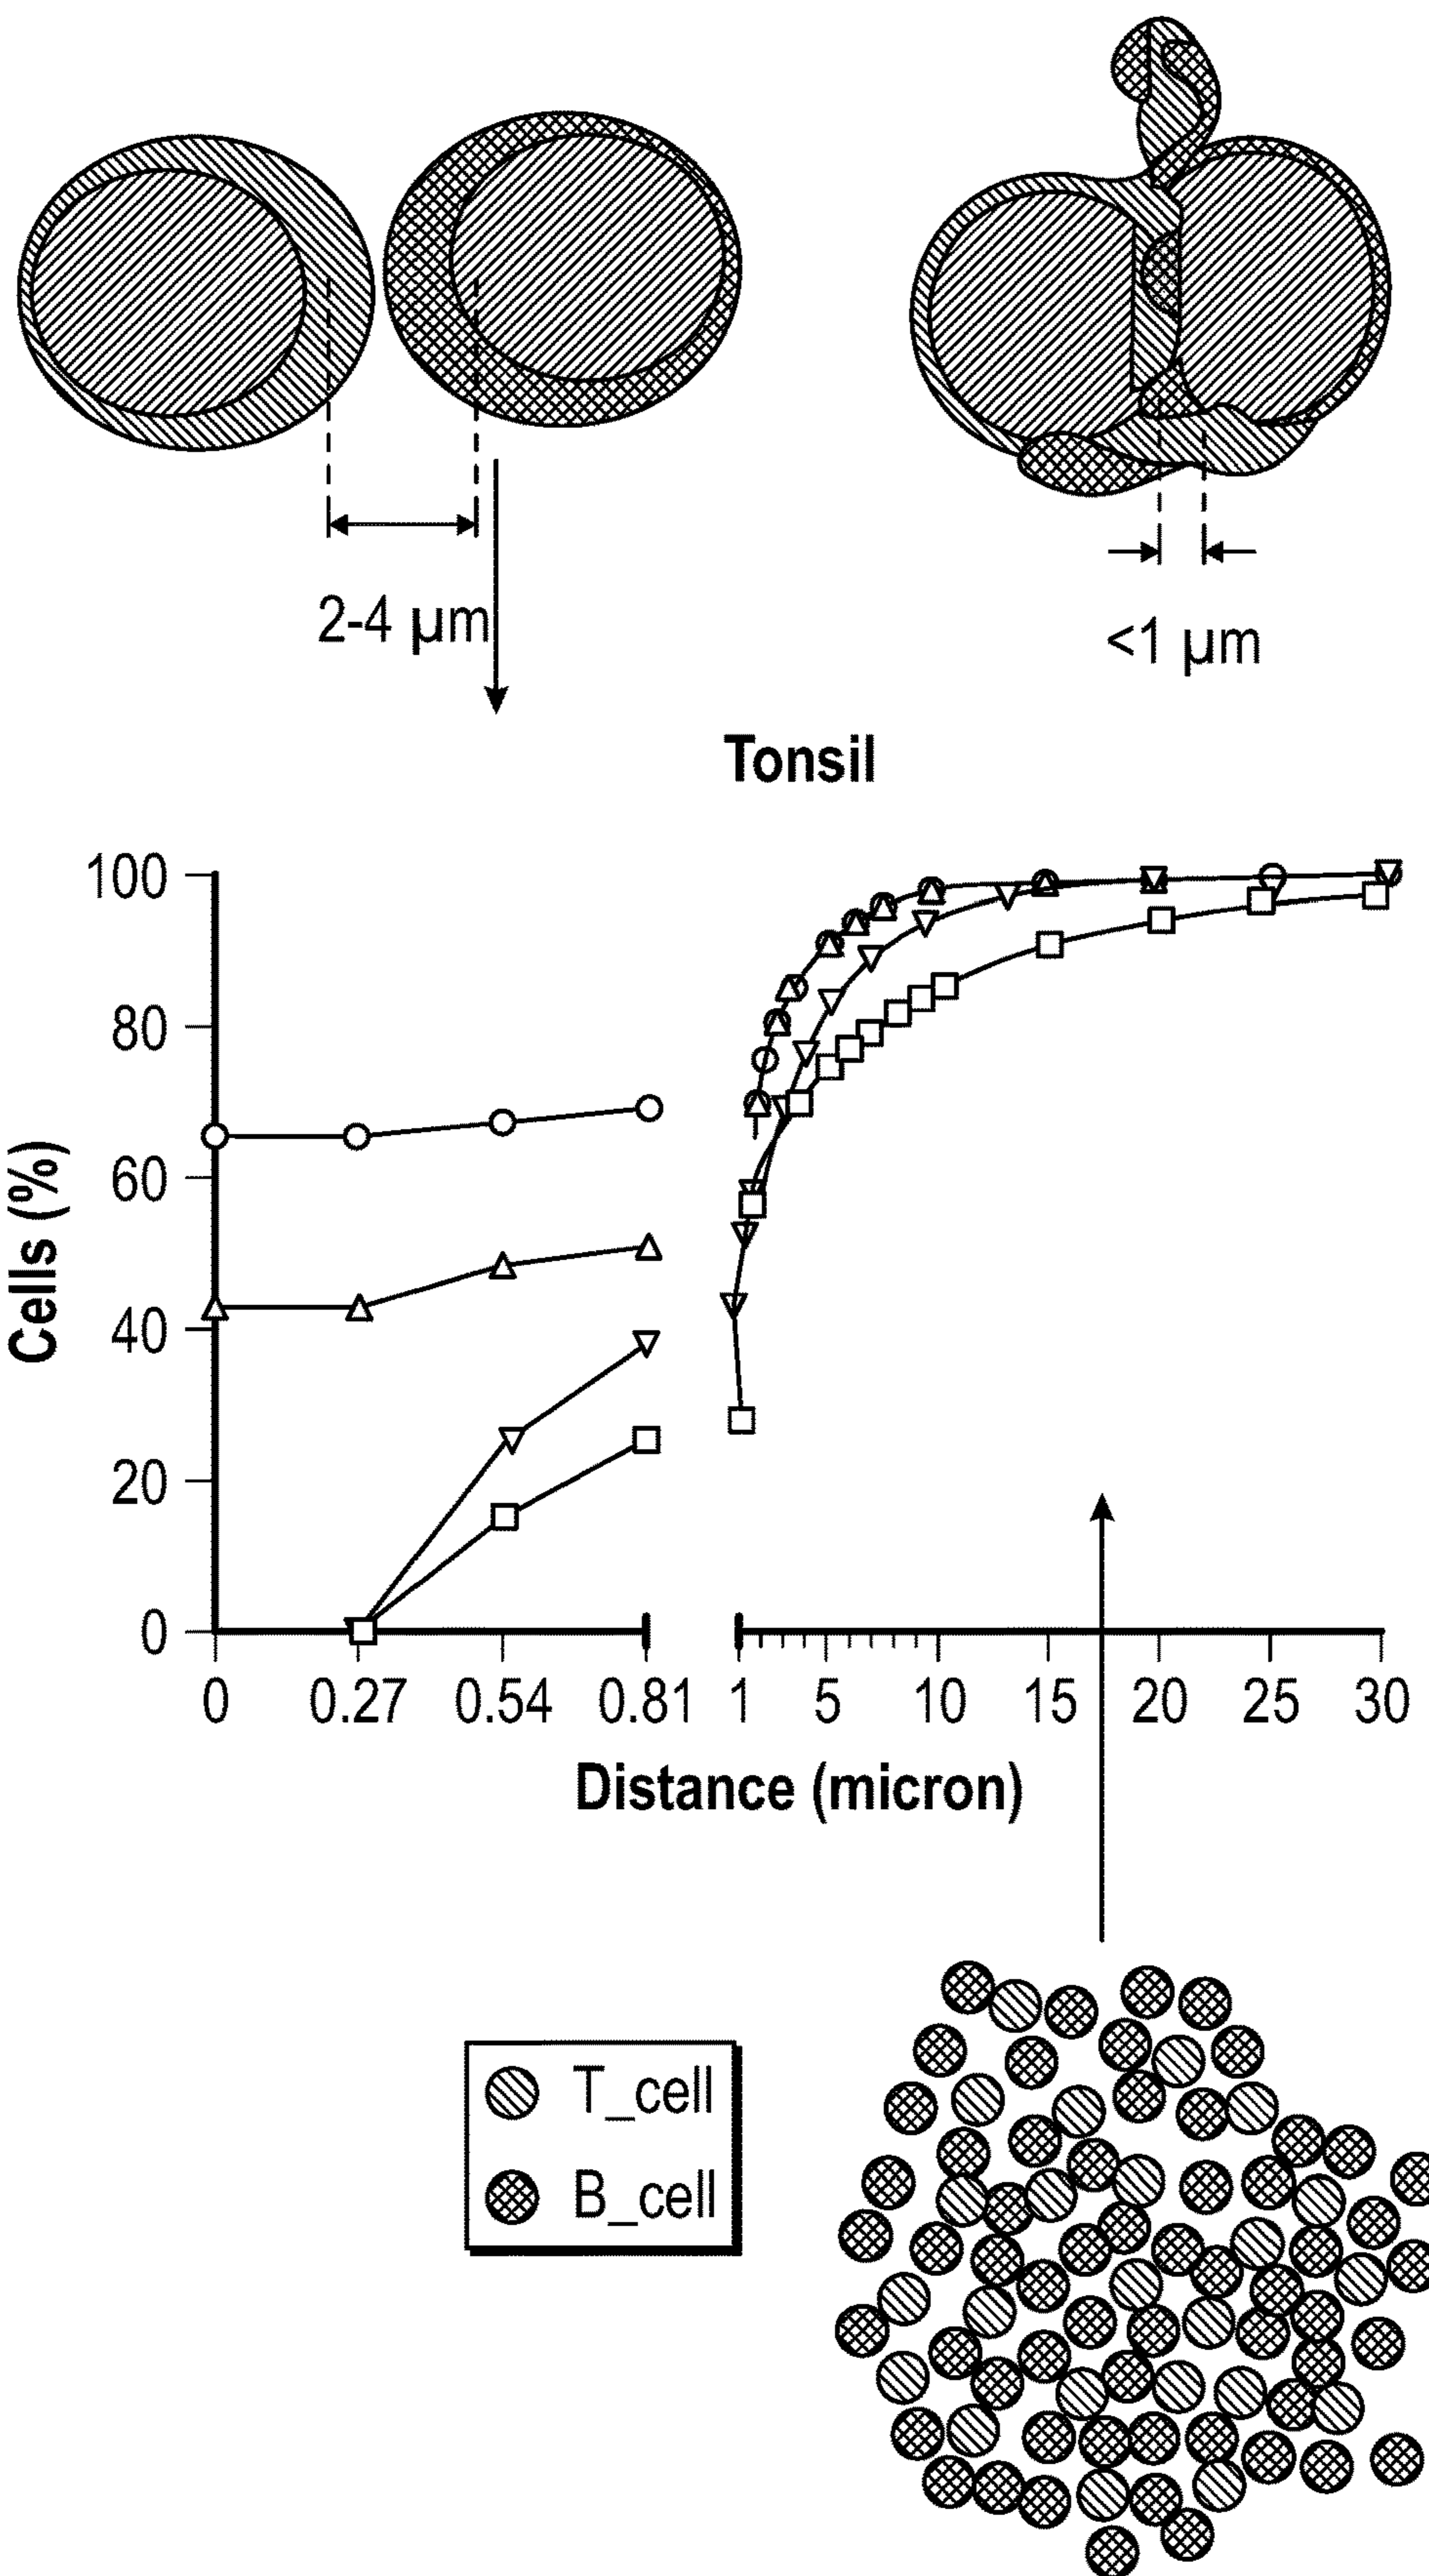 2-4 µm
<1 µm
Tonsil
100
80
60
40
20
0
Cells (%)
0 0.27 0.54 0.81 1 5 10 15 20 25 30
Distance (micron)
T_cell
B_cell